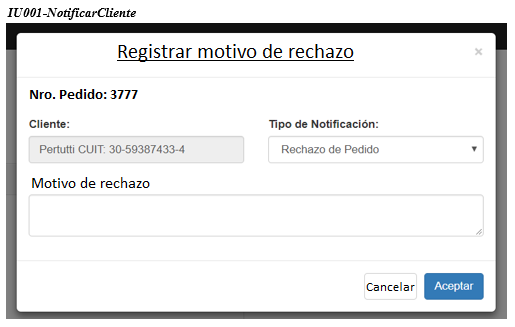 IU001-NotificarCliente
Registrar motivo de rechazo ×
Nro. Pedido: 3777
Cliente: Tipo de Notificación:
Pertutti CUIT: 30-59387433-4 Rechazo de Pedido
Motivo de rechazo
Cancelar Aceptar